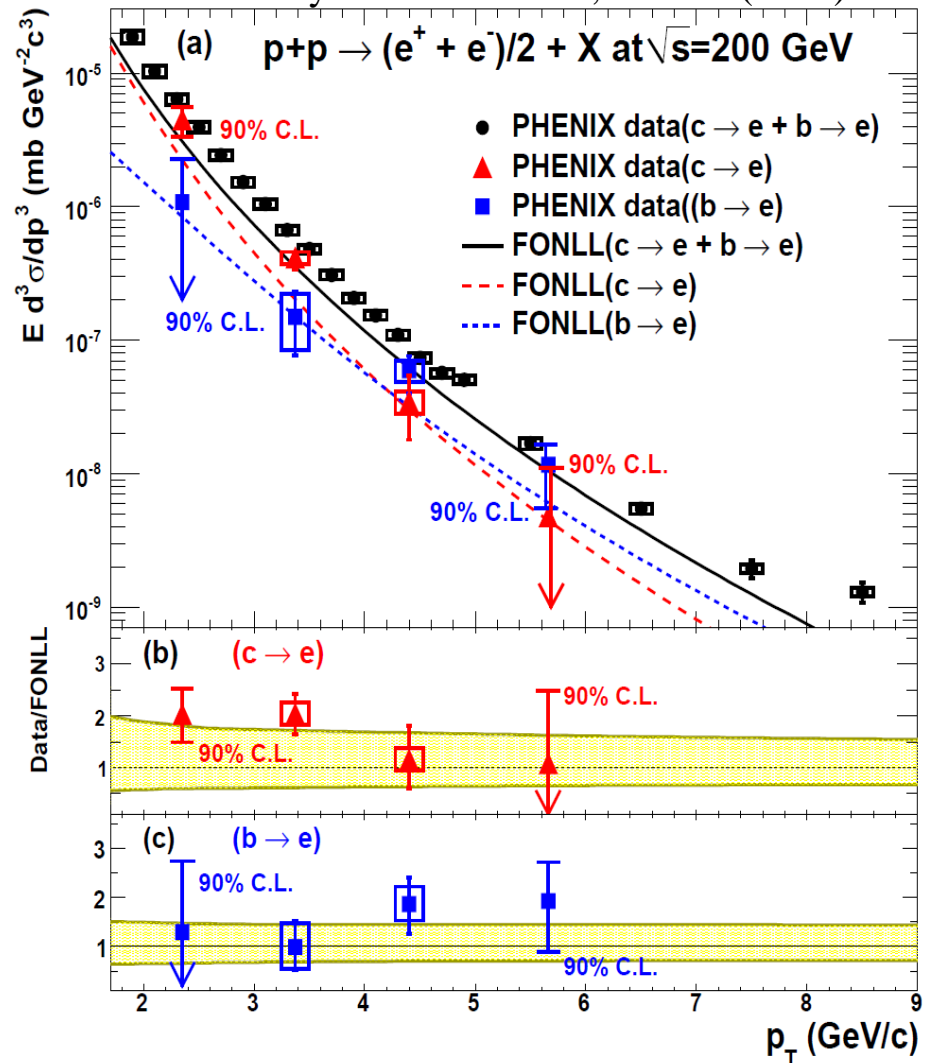 (a) p+p → (e⁺ + e⁻)/2 + X at √s=200 GeV
E d³σ/dp³ (mb GeV⁻²c³)
10⁻⁵
10⁻⁶
10⁻⁷
10⁻⁸
10⁻⁹
90% C.L.
PHENIX data(c → e + b → e)
PHENIX data(c → e)
PHENIX data((b → e)
FONLL(c → e + b → e)
FONLL(c → e)
FONLL(b → e)
90% C.L.
90% C.L.
90% C.L.
Data/FONLL
(b) (c → e)
3
2
1
90% C.L.
90% C.L.
(c) (b → e)
3
2
1
90% C.L.
90% C.L.
2 3 4 5 6 7 8 9
p_T (GeV/c)